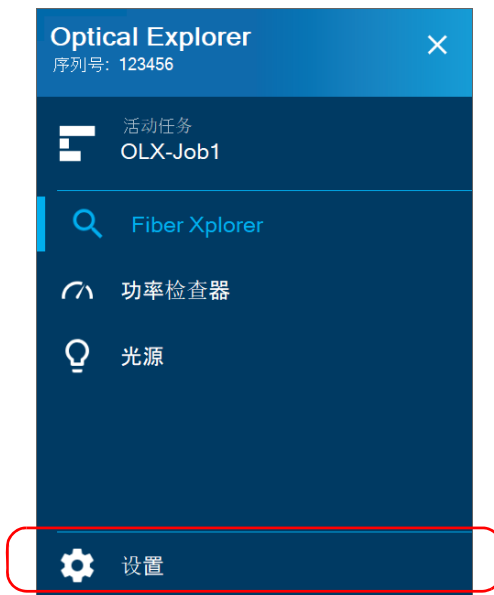 Optical Explorer
序列号: 123456
活动任务
OLX-Job1
Fiber Xplorer
功率检查器
光源
设置